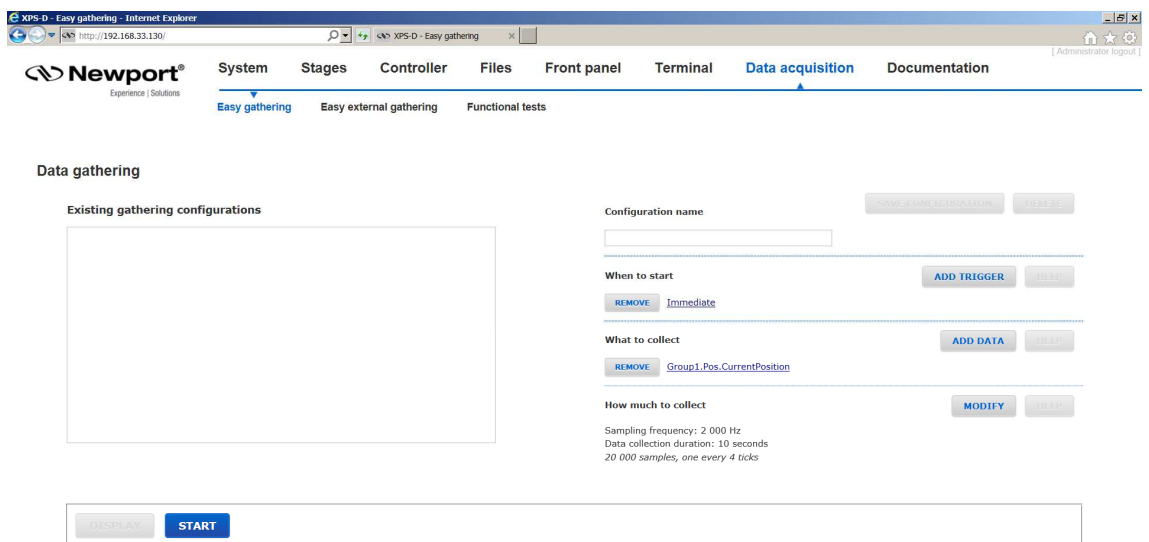 XPS-D - Easy gathering - Internet Explorer
http://192.168.33.130/
XPS-D - Easy gathering
[ Administrator logout ]
Newport®
Experience | Solutions
System Stages Controller Files Front panel Terminal Data acquisition Documentation
Easy gathering Easy external gathering Functional tests
Data gathering
Existing gathering configurations
Configuration name
SAVE CONFIGURATION DELETE
When to start
ADD TRIGGER HELP
REMOVE Immediate
What to collect
ADD DATA HELP
REMOVE Group1.Pos.CurrentPosition
How much to collect
MODIFY HELP
Sampling frequency: 2 000 Hz
Data collection duration: 10 seconds
20 000 samples, one every 4 ticks
DISPLAY START